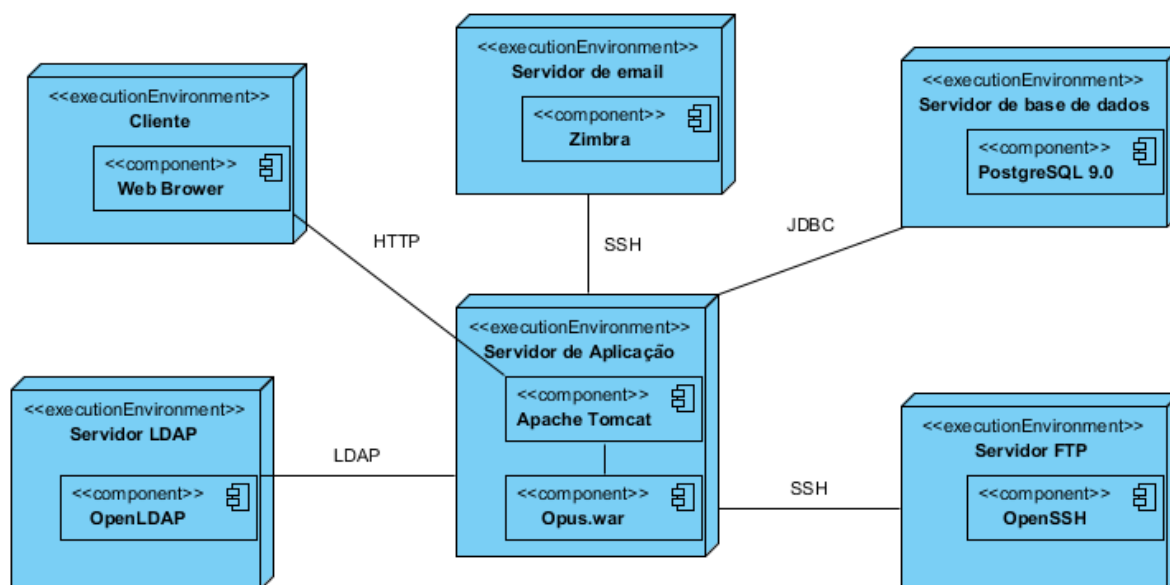 <<executionEnvironment>>
Cliente
<<component>>
Web Brower
<<executionEnvironment>>
Servidor de email
<<component>>
Zimbra
<<executionEnvironment>>
Servidor de base de dados
<<component>>
PostgreSQL 9.0
HTTP
SSH
JDBC
<<executionEnvironment>>
Servidor de Aplicação
<<component>>
Apache Tomcat
<<component>>
Opus.war
<<executionEnvironment>>
Servidor LDAP
<<component>>
OpenLDAP
LDAP
SSH
<<executionEnvironment>>
Servidor FTP
<<component>>
OpenSSH